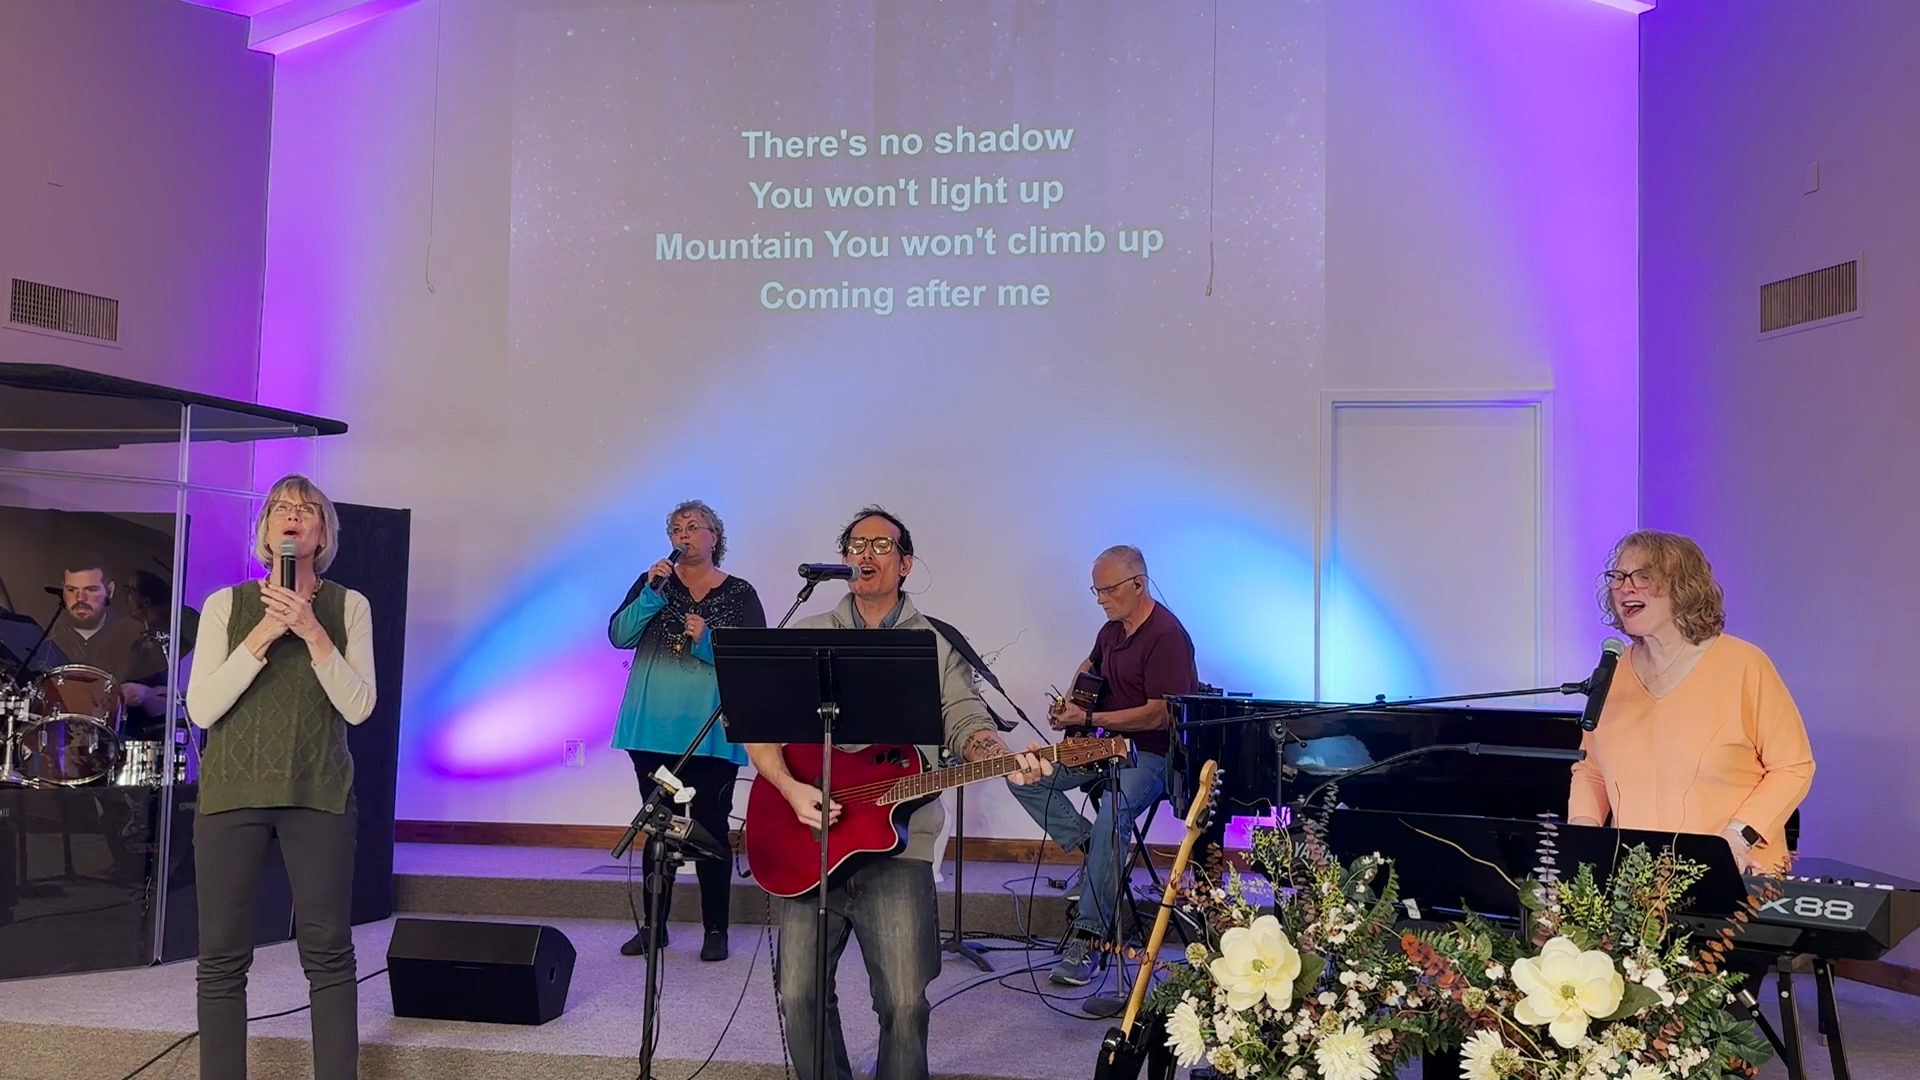 There's no shadow
You won't light up
Mountain You won't climb up
Coming after me
X88